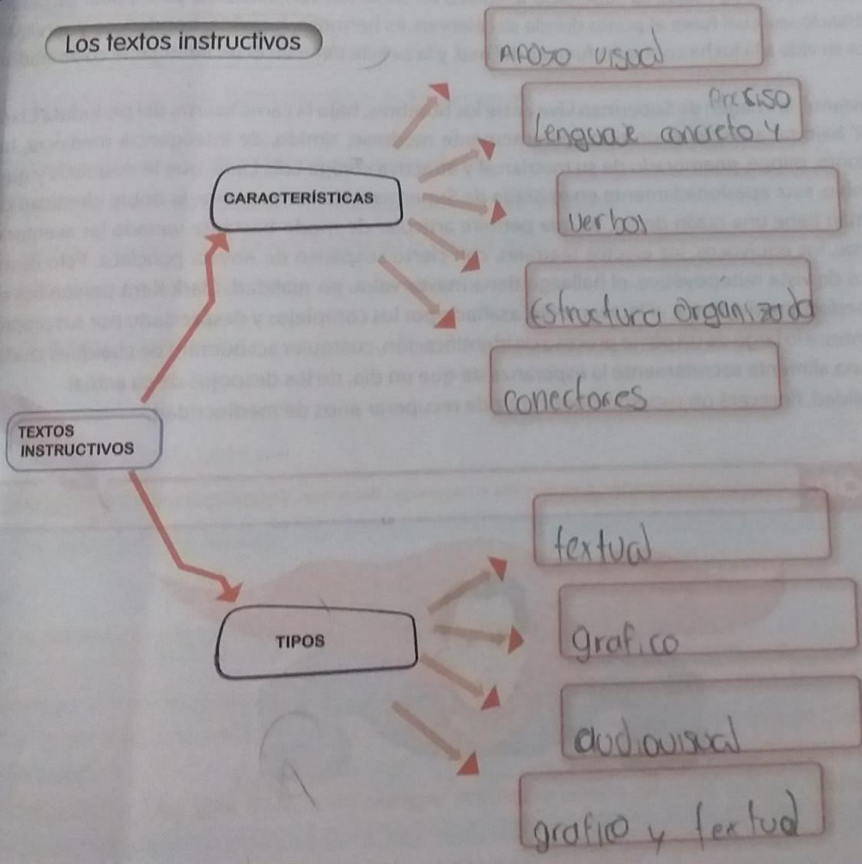 Los textos instructivos
Apoyo visual
Preciso
Lenguaje concreto y
CARACTERÍSTICAS
verbos
Estructura organizada
conectores
TEXTOS
INSTRUCTIVOS
textual
TIPOS
grafico
audiovisual
grafico y textual